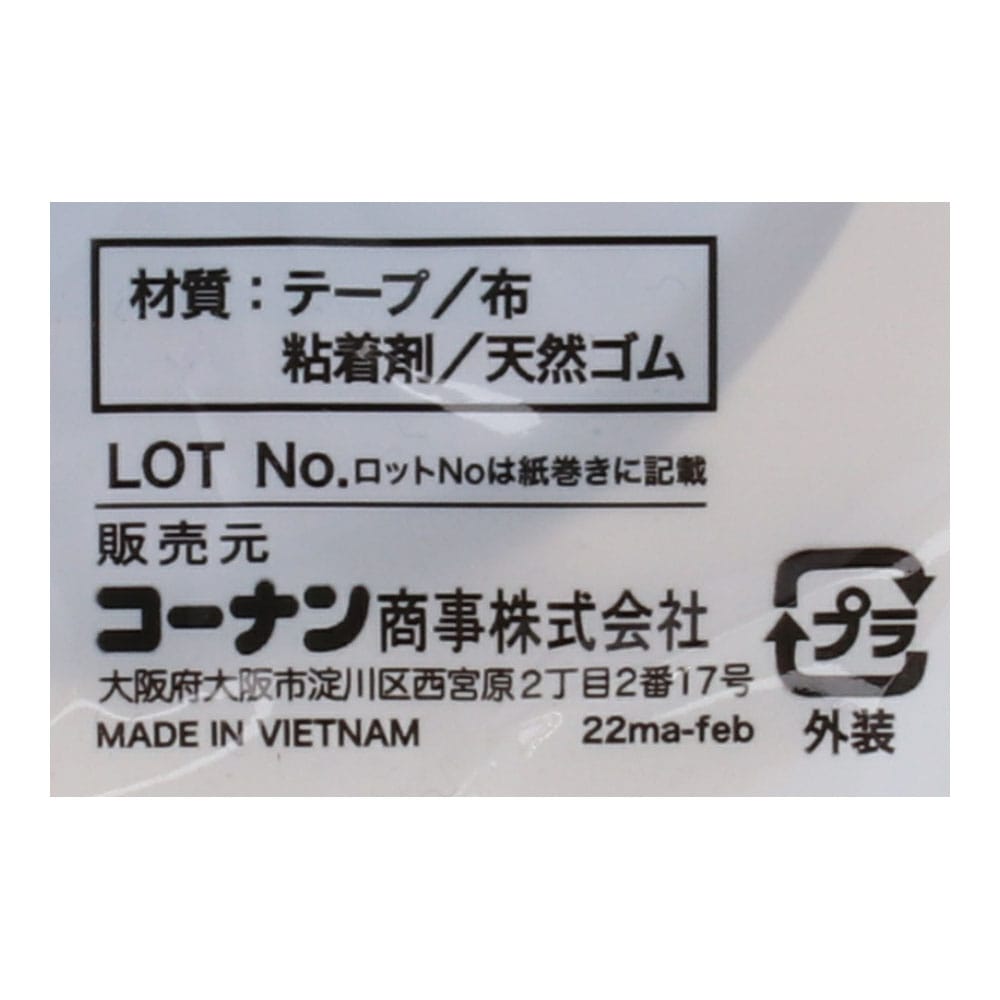 材質：テープ／布
粘着剤／天然ゴム
LOT No.ロットNoは紙巻きに記載
販売元
コーナン商事株式会社
大阪府大阪市淀川区西宮原2丁目2番17号
MADE IN VIETNAM 22ma-feb
プラ
外装